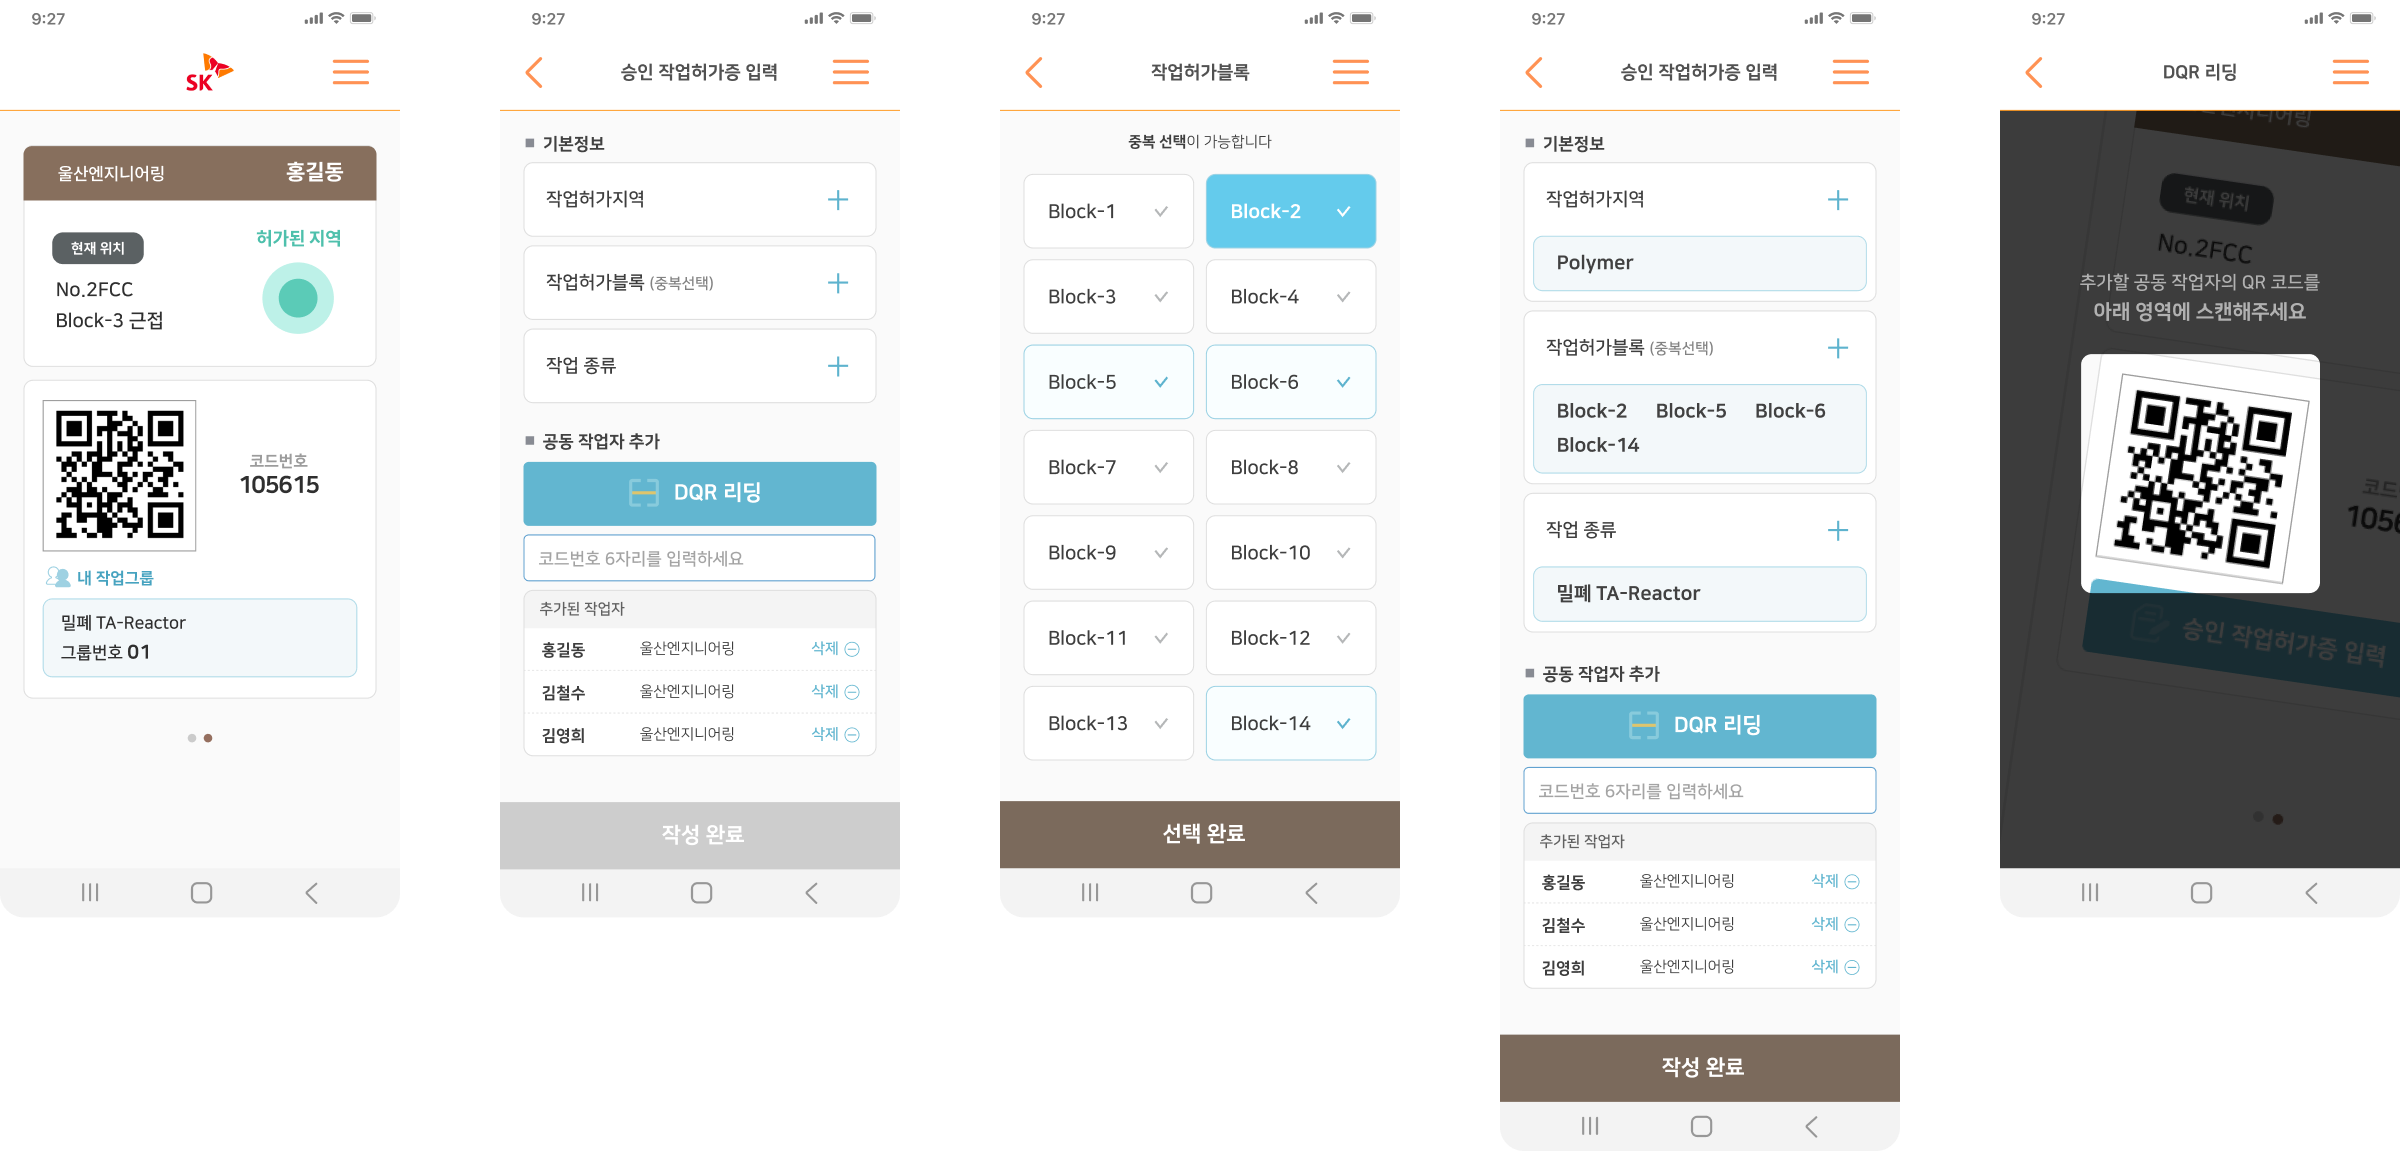 9:27
SK
울산엔지니어링 홍길동
현재 위치
허가된 지역
No.2FCC
Block-3 근접
코드번호
105615
내 작업그룹
밀폐 TA-Reactor
그룹번호 01
9:27
승인 작업허가증 입력
기본정보
작업허가지역
작업허가블록 (중복선택)
작업 종류
공동 작업자 추가
DQR 리딩
코드번호 6자리를 입력하세요
추가된 작업자
홍길동 울산엔지니어링 삭제
김철수 울산엔지니어링 삭제
김영희 울산엔지니어링 삭제
작성 완료
9:27
작업허가블록
중복 선택이 가능합니다
Block-1 Block-2
Block-3 Block-4
Block-5 Block-6
Block-7 Block-8
Block-9 Block-10
Block-11 Block-12
Block-13 Block-14
선택 완료
9:27
승인 작업허가증 입력
기본정보
작업허가지역
Polymer
작업허가블록 (중복선택)
Block-2 Block-5 Block-6
Block-14
작업 종류
밀폐 TA-Reactor
공동 작업자 추가
DQR 리딩
코드번호 6자리를 입력하세요
추가된 작업자
홍길동 울산엔지니어링 삭제
김철수 울산엔지니어링 삭제
김영희 울산엔지니어링 삭제
작성 완료
9:27
DQR 리딩
현재 위치
No.2FCC
추가할 공동 작업자의 QR 코드를
아래 영역에 스캔해주세요
승인 작업허가증 입력